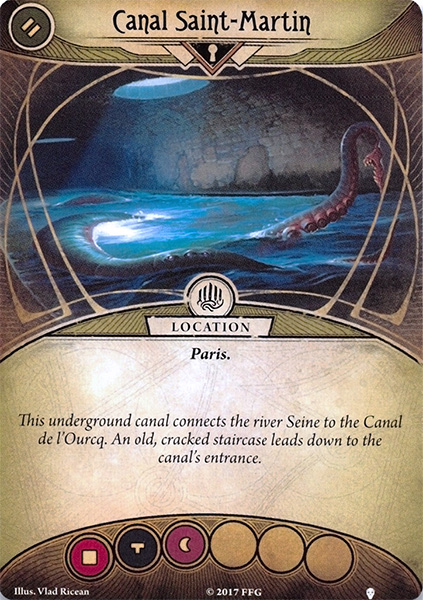 Canal Saint-Martin
LOCATION
Paris.
This underground canal connects the river Seine to the Canal
de l'Ourcq. An old, cracked staircase leads down to the
canal's entrance.
Illus. Vlad Ricean
© 2017 FFG